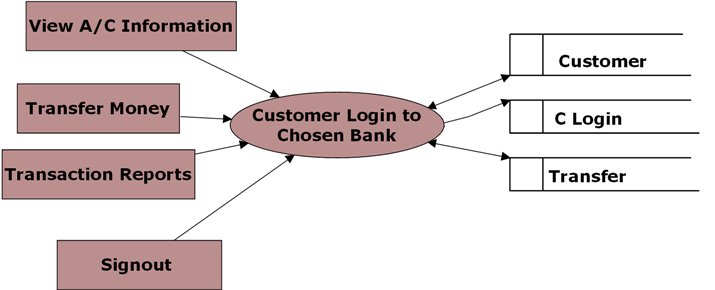 View A/C Information
Transfer Money
Transaction Reports
Signout
Customer Login to
Chosen Bank
Customer
C Login
Transfer